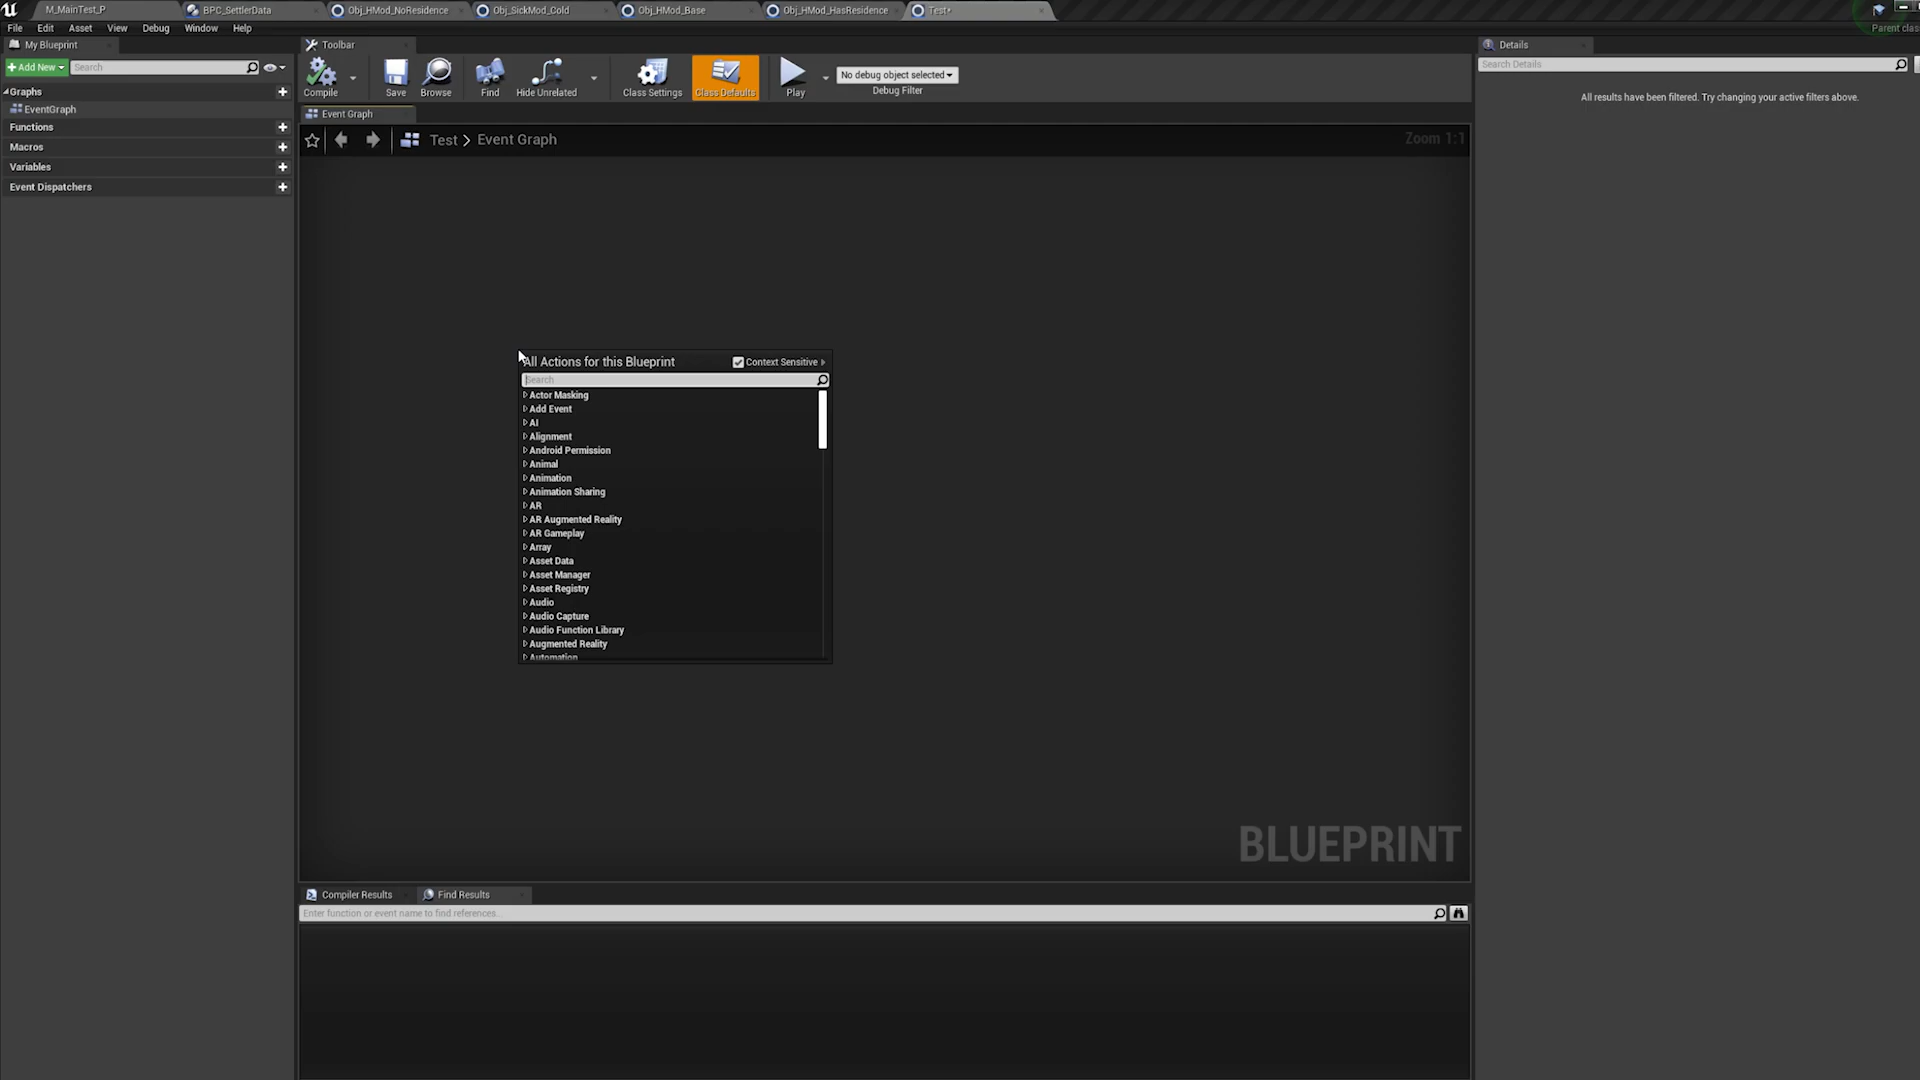 M_MainTest_P
BPC_SettlerData
Obj_HMod_NoResidence
Obj_SickMod_Cold
Obj_HMod_Base
Obj_HMod_HasResidence
Test*
File Edit Asset View Debug Window Help
Parent clas
My Blueprint
Toolbar
Details
+Add New
Search
Compile
Save
Browse
Find
Hide Unrelated
Class Settings
Class Defaults
Play
No debug object selected
Debug Filter
Search Details
All results have been filtered. Try changing your active filters above.
Graphs
EventGraph
Functions
Macros
Variables
Event Dispatchers
Event Graph
Test > Event Graph
Zoom 1:1
All Actions for this Blueprint
Context Sensitive
Search
Actor Masking
Add Event
AI
Alignment
Android Permission
Animal
Animation
Animation Sharing
AR
AR Augmented Reality
AR Gameplay
Array
Asset Data
Asset Manager
Asset Registry
Audio
Audio Capture
Audio Function Library
Augmented Reality
Automation
BLUEPRINT
Compiler Results
Find Results
Enter function or event name to find references...